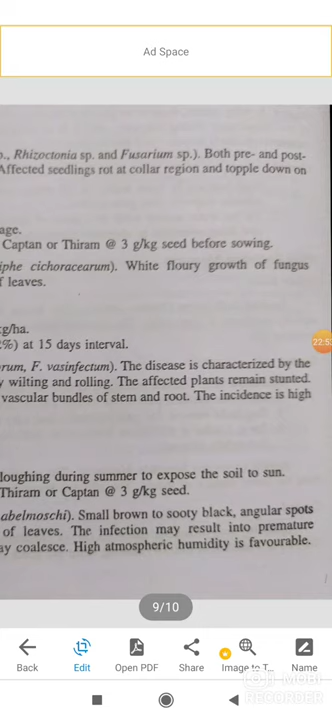 Ad Space
Rhizoctonia sp. and Fusarium sp.). Both pre- and post-
Affected seedlings rot at collar region and topple down on
age.
Captan or Thiram @ 3 g/kg seed before sowing.
iphe cichoracearum). White floury growth of fungus
f leaves.
kg/ha.
%) at 15 days interval.
22:5
rum, F. vasinfectum). The disease is characterized by the
y wilting and rolling. The affected plants remain stunted.
vascular bundles of stem and root. The incidence is high
loughing during summer to expose the soil to sun.
Thiram or Captan @ 3 g/kg seed.
abelmoschi). Small brown to sooty black, angular spots
of leaves. The infection may result into premature
ay coalesce. High atmospheric humidity is favourable.
9/10
Back Edit Open PDF Share Image to T... Name